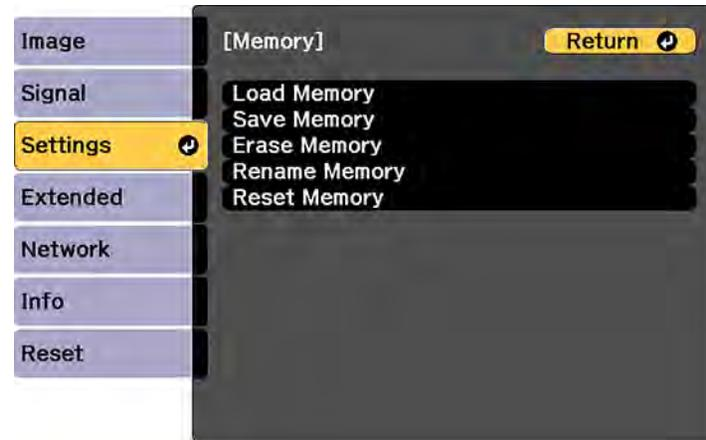 Image
Signal
Settings
Extended
Network
Info
Reset
[Memory]
Return
Load Memory
Save Memory
Erase Memory
Rename Memory
Reset Memory